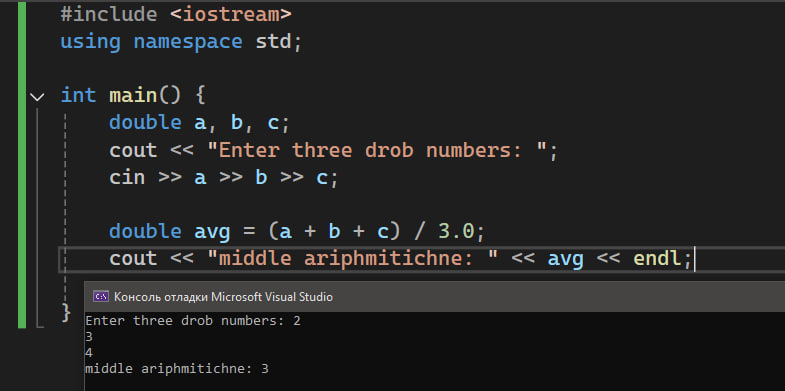 #include <iostream>
using namespace std;
int main() {
double a, b, c;
cout << "Enter three drob numbers: ";
cin >> a >> b >> c;
double avg = (a + b + c) / 3.0;
cout << "middle ariphmitichne: " << avg << endl;
}
Консоль отладки Microsoft Visual Studio
Enter three drob numbers: 2
3
4
middle ariphmitichne: 3